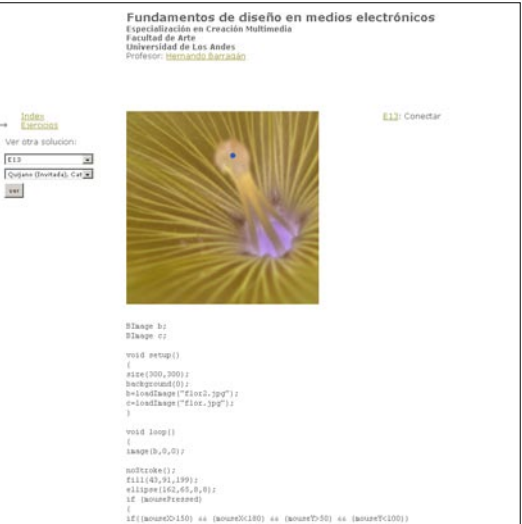 Fundamentos de diseño en medios electrónicos
Especialización en Creación Multimedia
Facultad de Arte
Universidad de Los Andes
Profesor: Hernando Barragán
Index
→ Ejercicios
Ver otra solucion:
E13
Quijano (Invitada), Cat
ver
E13: Conectar
BImage b;
BImage c;
void setup()
{
size(300,300);
background(0);
b=loadImage("flor2.jpg");
c=loadImage("flor.jpg");
}
void loop()
{
image(b,0,0);
noStroke();
fill(43,91,199);
ellipse(162,65,8,8);
if (mousePressed)
{
if((mouseX>150) && (mouseX<180) && (mouseY>50) && (mouseY<100))